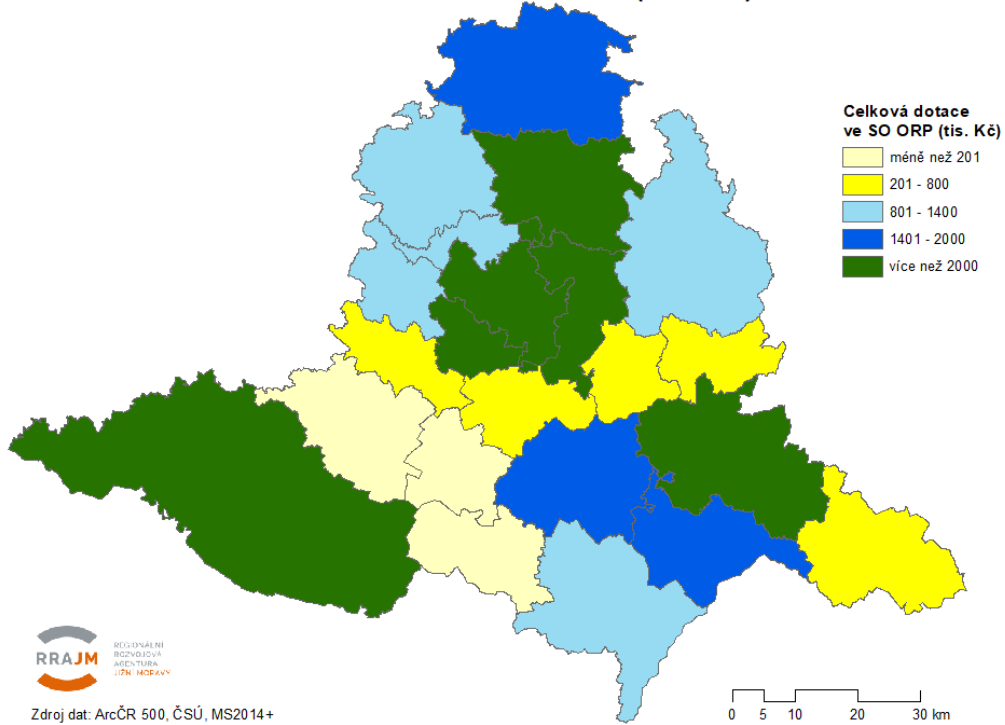 Celková dotace
ve SO ORP (tis. Kč)
méně než 201
201 - 800
801 - 1400
1401 - 2000
více než 2000
RRAJM
REGIONÁLNÍ
ROZVOJOVÁ
AGENTURA
JIŽNÍ MORAVY
Zdroj dat: ArcČR 500, ČSÚ, MS2014+
0 5 10 20 30 km